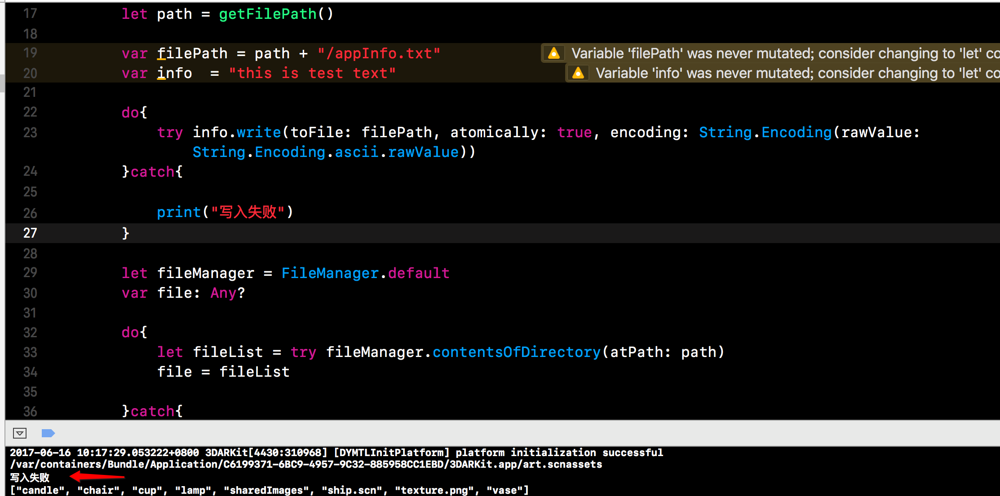 17 let path = getFilePath()
18
19 var filePath = path + "/appInfo.txt" Variable 'filePath' was never mutated; consider changing to 'let' co
20 var info  = "this is test text" Variable 'info' was never mutated; consider changing to 'let' co
21
22 do{
23 try info.write(toFile: filePath, atomically: true, encoding: String.Encoding(rawValue:
String.Encoding.ascii.rawValue))
24 }catch{
25
26 print("写入失败")
27 }
28
29 let fileManager = FileManager.default
30 var file: Any?
31
32 do{
33 let fileList = try fileManager.contentsOfDirectory(atPath: path)
34 file = fileList
35
36 }catch{
2017-06-16 10:17:29.053222+0800 3DARKit[4430:310968] [DYMTLInitPlatform] platform initialization successful
/var/containers/Bundle/Application/C6199371-6BC9-4957-9C32-885958CC1EBD/3DARKit.app/art.scnassets
写入失败
["candle", "chair", "cup", "lamp", "sharedImages", "ship.scn", "texture.png", "vase"]